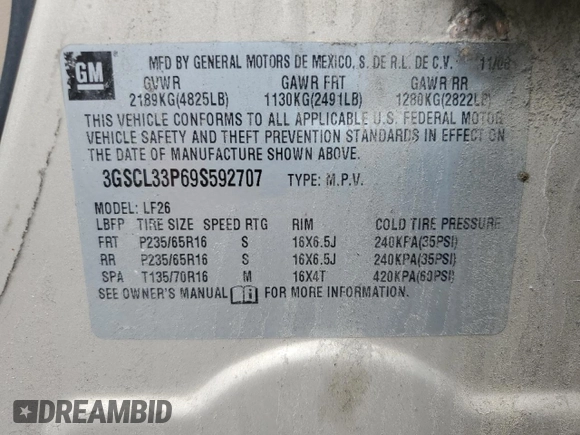 GM MFD BY GENERAL MOTORS DE MEXICO, S. DE R.L. DE C.V. 11/08
GVWR GAWR FRT GAWR RR
2189KG(4825LB) 1130KG(2491LB) 1280KG(2822LB)
THIS VEHICLE CONFORMS TO ALL APPLICABLE U.S. FEDERAL MOTOR
VEHICLE SAFETY AND THEFT PREVENTION STANDARDS IN EFFECT ON
THE DATE OF MANUFACTURE SHOWN ABOVE.
3GSCL33P69S592707 TYPE: M.P.V.
MODEL: LF26
LBFP TIRE SIZE SPEED RTG RIM COLD TIRE PRESSURE
FRT P235/65R16 S 16X6.5J 240KPA(35PSI)
RR P235/65R16 S 16X6.5J 240KPA(35PSI)
SPA T135/70R16 M 16X4T 420KPA(60PSI)
SEE OWNER'S MANUAL FOR MORE INFORMATION.
DREAMBID